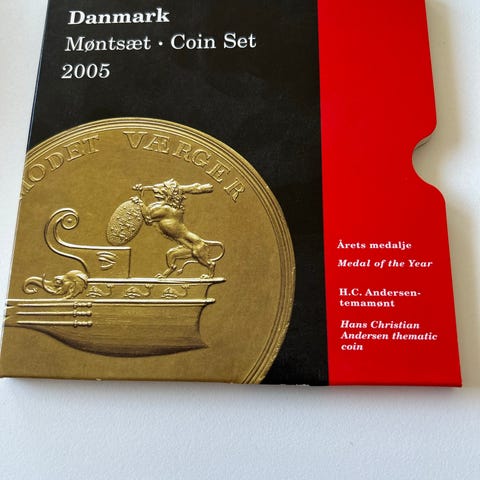 Danmark
Møntsæt · Coin Set
2005
MODET VÆRGER
Årets medalje
Medal of the Year
H.C. Andersen-
temamønt
Hans Christian
Andersen thematic
coin